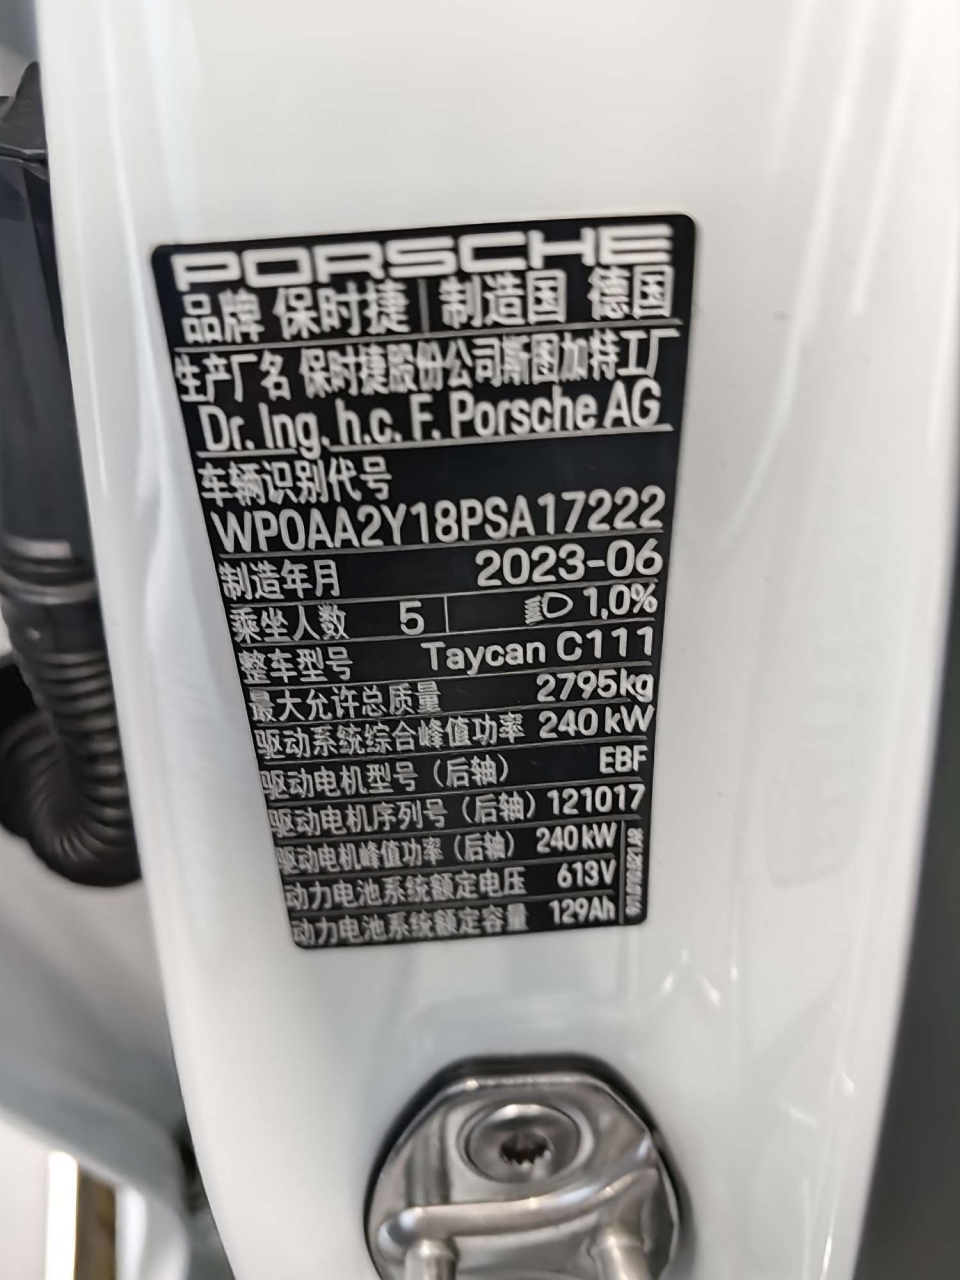 PORSCHE
品牌 保时捷 制造国 德国
生产厂名 保时捷股份公司斯图加特工厂
Dr. Ing. h.c. F. Porsche AG
车辆识别代号
WP0AA2Y18PSA17222
制造年月 2023-06
乘坐人数 5 1,0%
整车型号 Taycan C111
最大允许总质量 2795kg
驱动系统综合峰值功率 240 kW
驱动电机型号（后轴） EBF
驱动电机序列号（后轴） 121017
驱动电机峰值功率（后轴） 240 kW
动力电池系统额定电压 613V
动力电池系统额定容量 129Ah